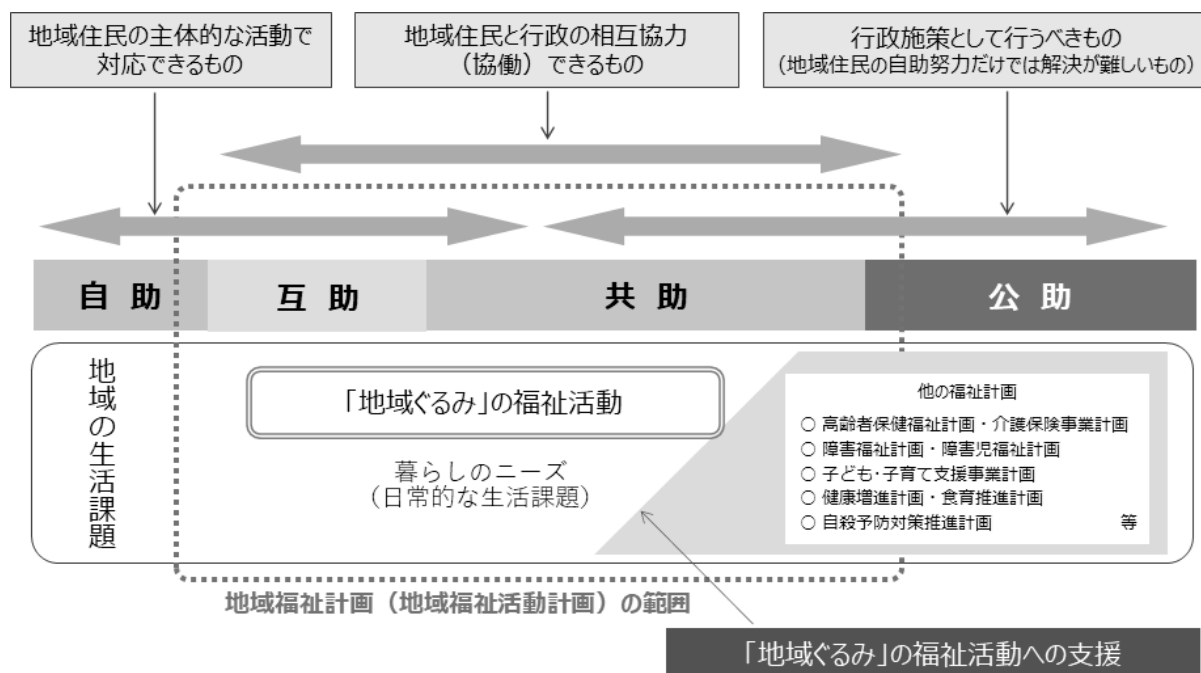 地域住民の主体的な活動で
対応できるもの
地域住民と行政の相互協力
（協働）できるもの
行政施策として行うべきもの
（地域住民の自助努力だけでは解決が難しいもの）
自 助
互 助
共 助
公 助
地域の生活課題
「地域ぐるみ」の福祉活動
暮らしのニーズ
（日常的な生活課題）
他の福祉計画
○ 高齢者保健福祉計画・介護保険事業計画
○ 障害福祉計画・障害児福祉計画
○ 子ども・子育て支援事業計画
○ 健康増進計画・食育推進計画
○ 自殺予防対策推進計画 等
地域福祉計画（地域福祉活動計画）の範囲
「地域ぐるみ」の福祉活動への支援